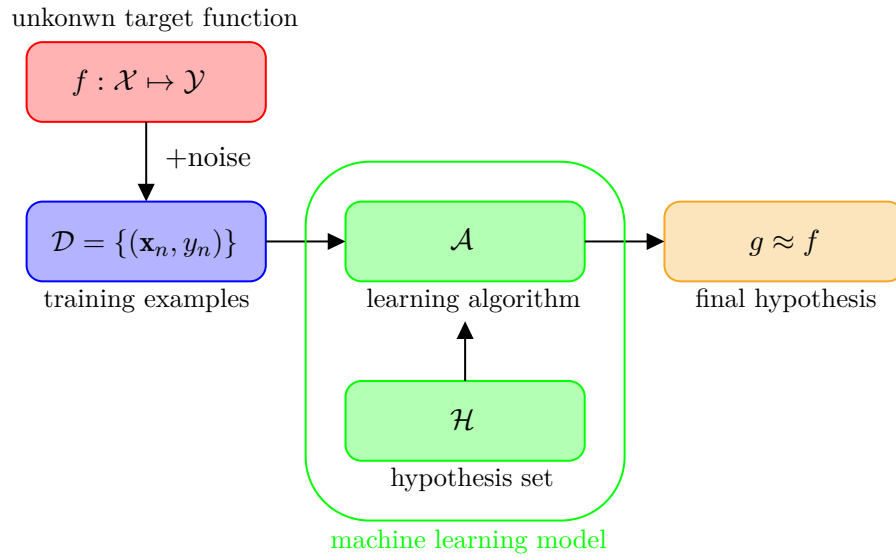 unkonwn target function
f : 𝒳 ↦ 𝒴
+noise
𝒟 = {(𝐱ₙ, yₙ)}
training examples
𝒜
learning algorithm
g ≈ f
final hypothesis
ℋ
hypothesis set
machine learning model